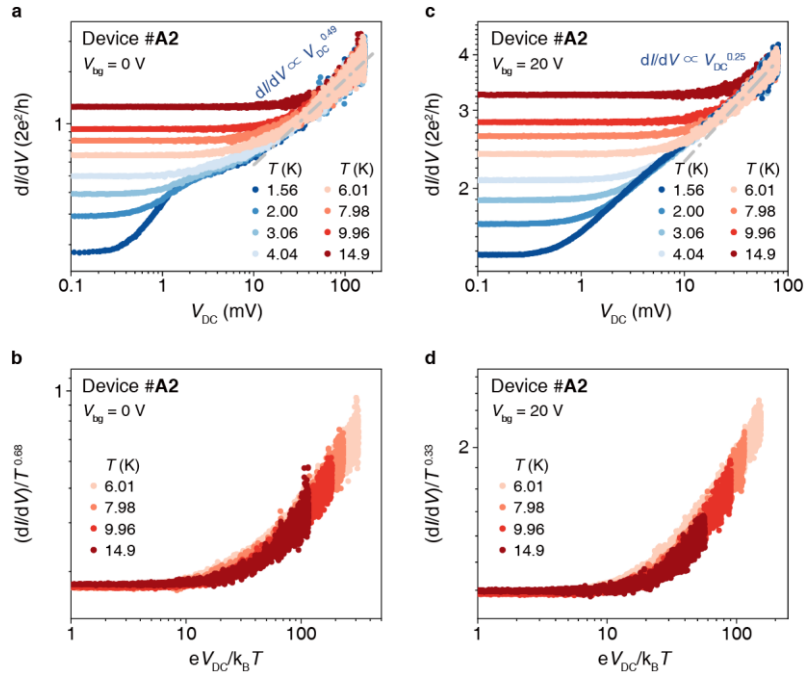 a
Device #A2
V_bg = 0 V
dI/dV ∝ V_DC^0.49
dI/dV (2e²/h)
1
T (K) T (K)
1.56 6.01
2.00 7.98
3.06 9.96
4.04 14.9
0.1 1 10 100
V_DC (mV)
c
Device #A2
V_bg = 20 V
dI/dV ∝ V_DC^0.25
dI/dV (2e²/h)
4
3
2
T (K) T (K)
1.56 6.01
2.00 7.98
3.06 9.96
4.04 14.9
0.1 1 10 100
V_DC (mV)
b
Device #A2
V_bg = 0 V
(dI/dV)/T^0.68
1
T (K)
6.01
7.98
9.96
14.9
1 10 100
eV_DC/k_BT
d
Device #A2
V_bg = 20 V
(dI/dV)/T^0.33
2
T (K)
6.01
7.98
9.96
14.9
1 10 100
eV_DC/k_BT